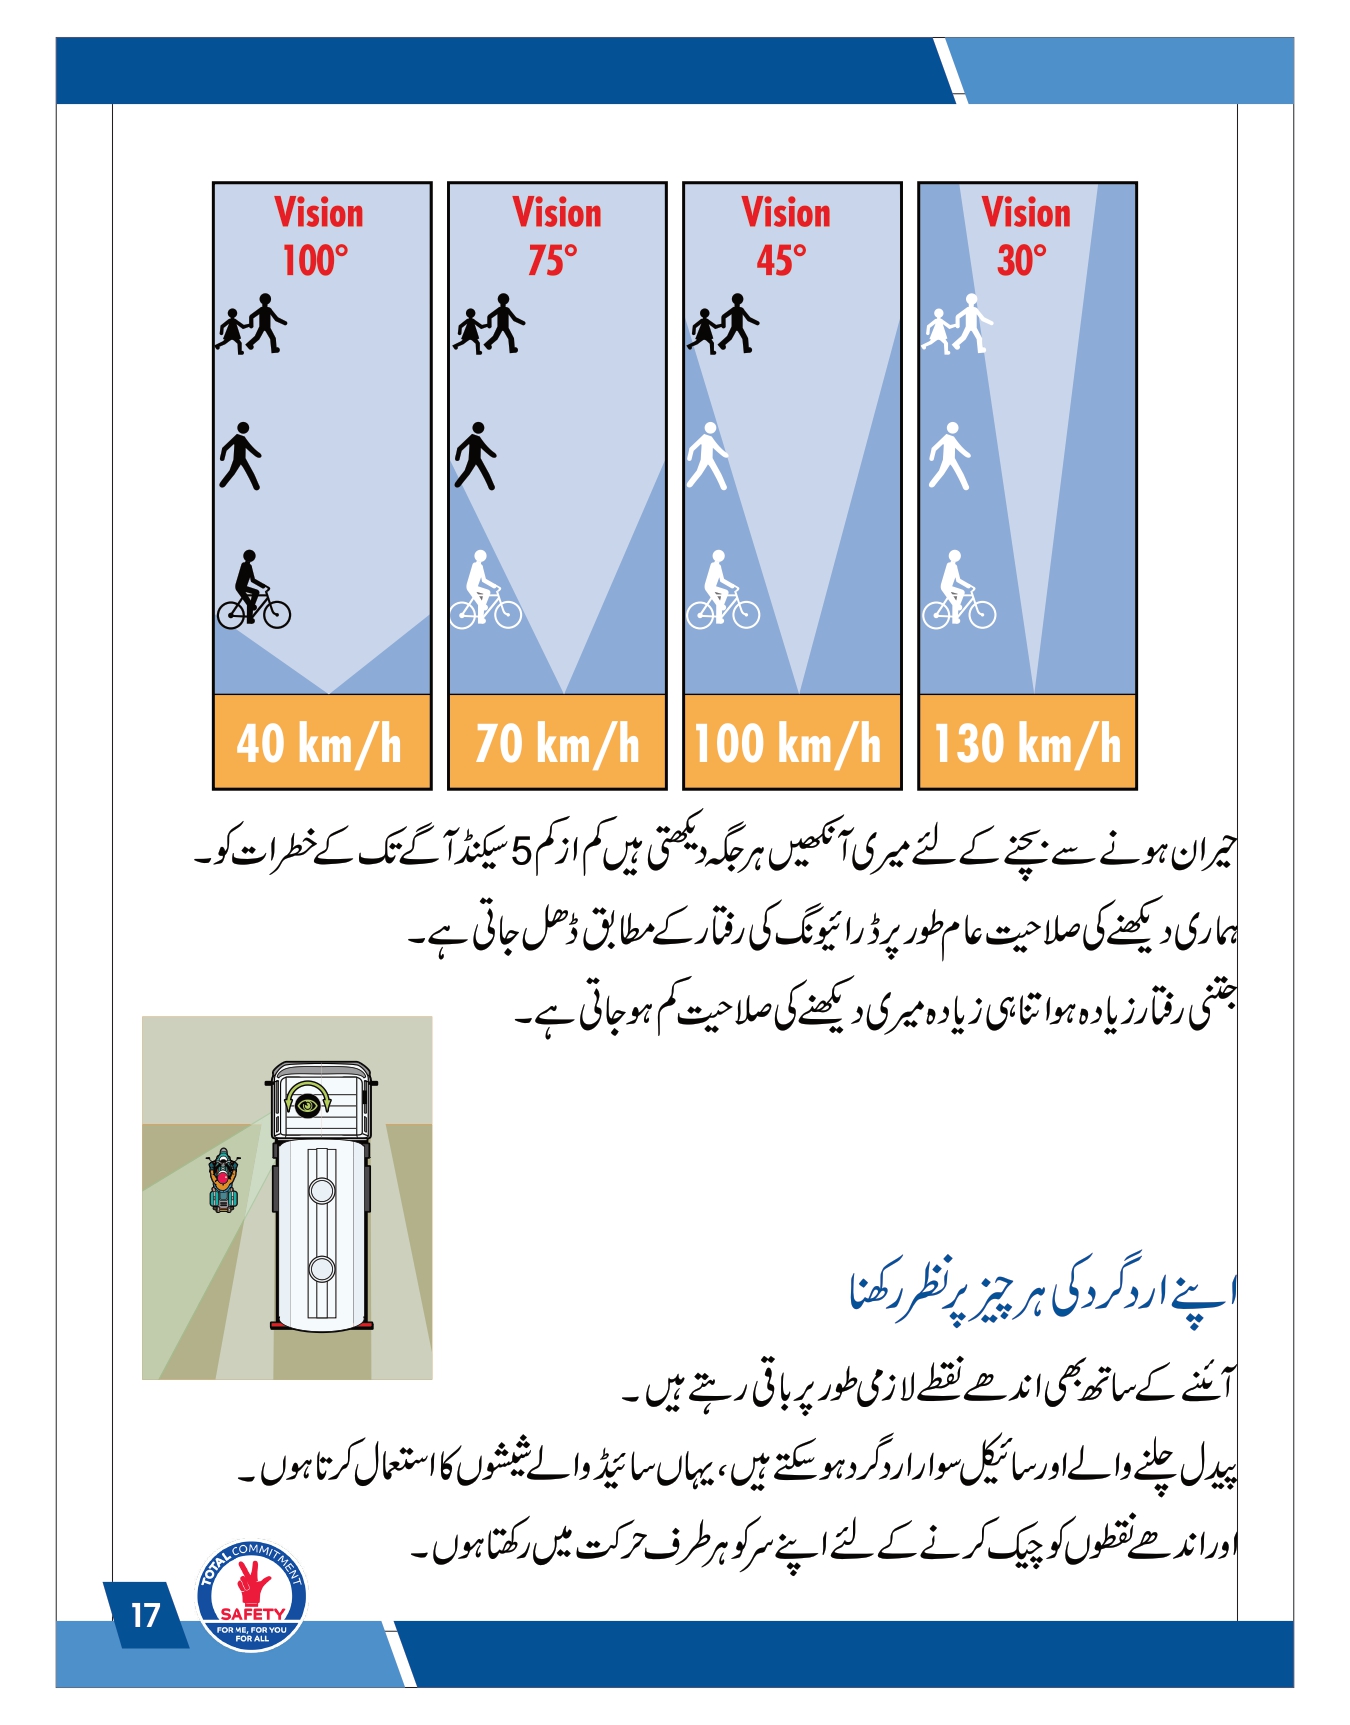 Vision
100°
Vision
75°
Vision
45°
Vision
30°
40 km/h
70 km/h
100 km/h
130 km/h
حیران ہونے سے بچنے کے لئے میری آنکھیں ہر جگہ دیکھتی ہیں کم از کم 5 سیکنڈ آگے تک کے خطرات کو۔
ہماری دیکھنے کی صلاحیت عام طور پر ڈرائیونگ کی رفتار کے مطابق ڈھل جاتی ہے۔
جتنی رفتار زیادہ ہو اتنا ہی زیادہ میری دیکھنے کی صلاحیت کم ہو جاتی ہے۔
اپنے ارد گرد کی ہر چیز پر نظر رکھنا
آئنے کے ساتھ بھی اندھے نقطے لازمی طور پر باقی رہتے ہیں ۔
پیدل چلنے والے اور سائیکل سوار ارد گرد ہو سکتے ہیں، یہاں سائیڈ والے شیشوں کا استعمال کرتا ہوں ۔
اور اندھے نقطوں کو چیک کرنے کے لئے اپنے سر کو ہر طرف حرکت میں رکھتا ہوں ۔
TOTAL COMMITMENT
SAFETY
FOR ME, FOR YOU
FOR ALL
17